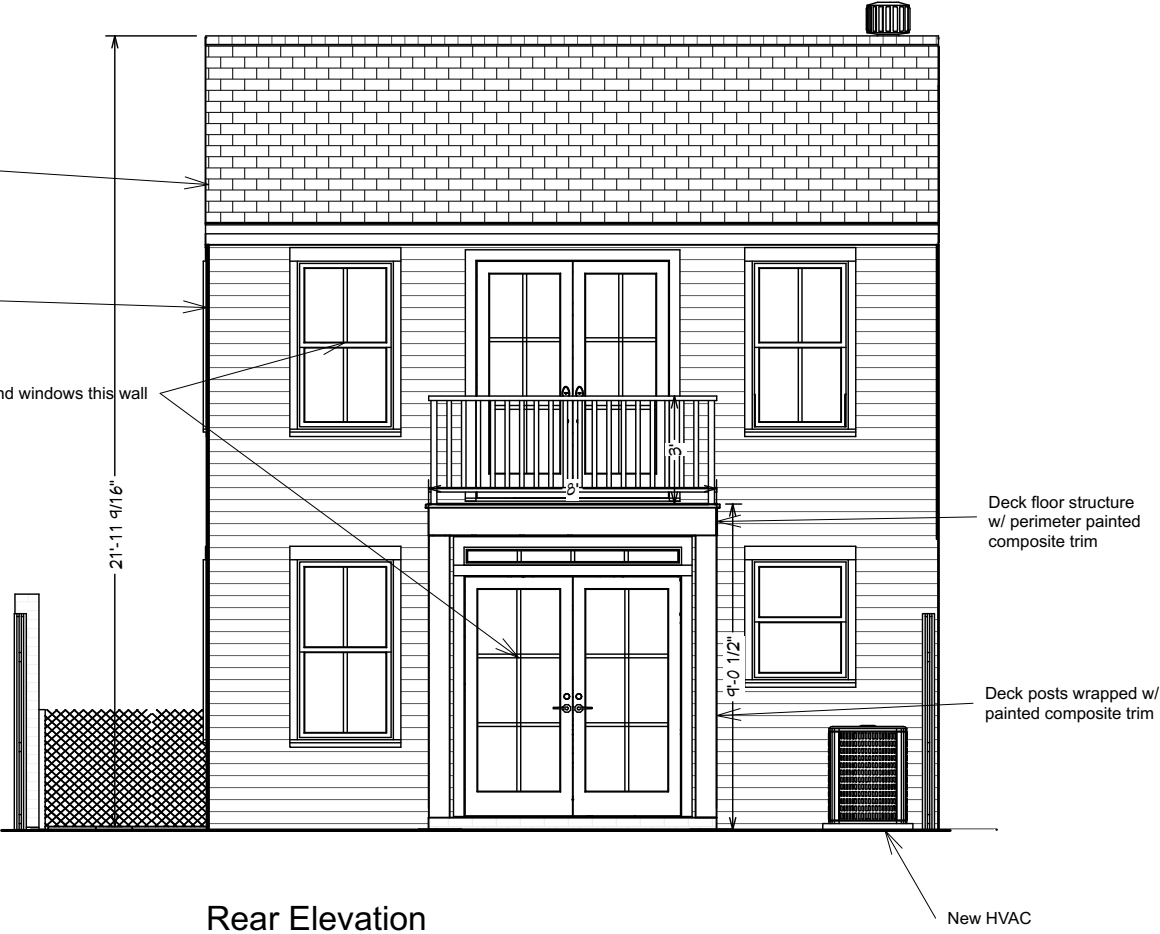 nd windows this wall
21'-11 9/16"
3'
8'
Deck floor structure
w/ perimeter painted
composite trim
9'-0 1/2"
Deck posts wrapped w/
painted composite trim
New HVAC
Rear Elevation